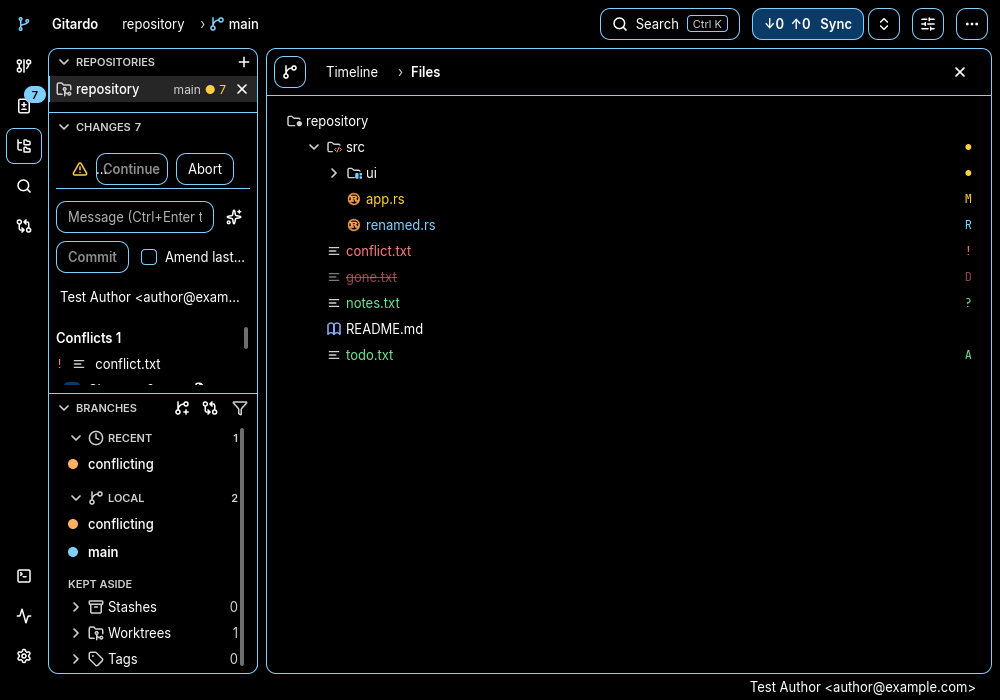 Gitardo repository › main Search Ctrl K ↓0 ↑0 Sync
7
REPOSITORIES
repository main 7
CHANGES 7
... Continue Abort
Message (Ctrl+Enter t
Commit Amend last...
Test Author <author@exam...
Conflicts 1
! conflict.txt
BRANCHES
RECENT 1
conflicting
LOCAL 2
conflicting
main
KEPT ASIDE
Stashes 0
Worktrees 1
Tags 0
Timeline › Files
repository
src
ui
app.rs M
renamed.rs R
conflict.txt !
gone.txt D
notes.txt ?
README.md
todo.txt A
Test Author <author@example.com>